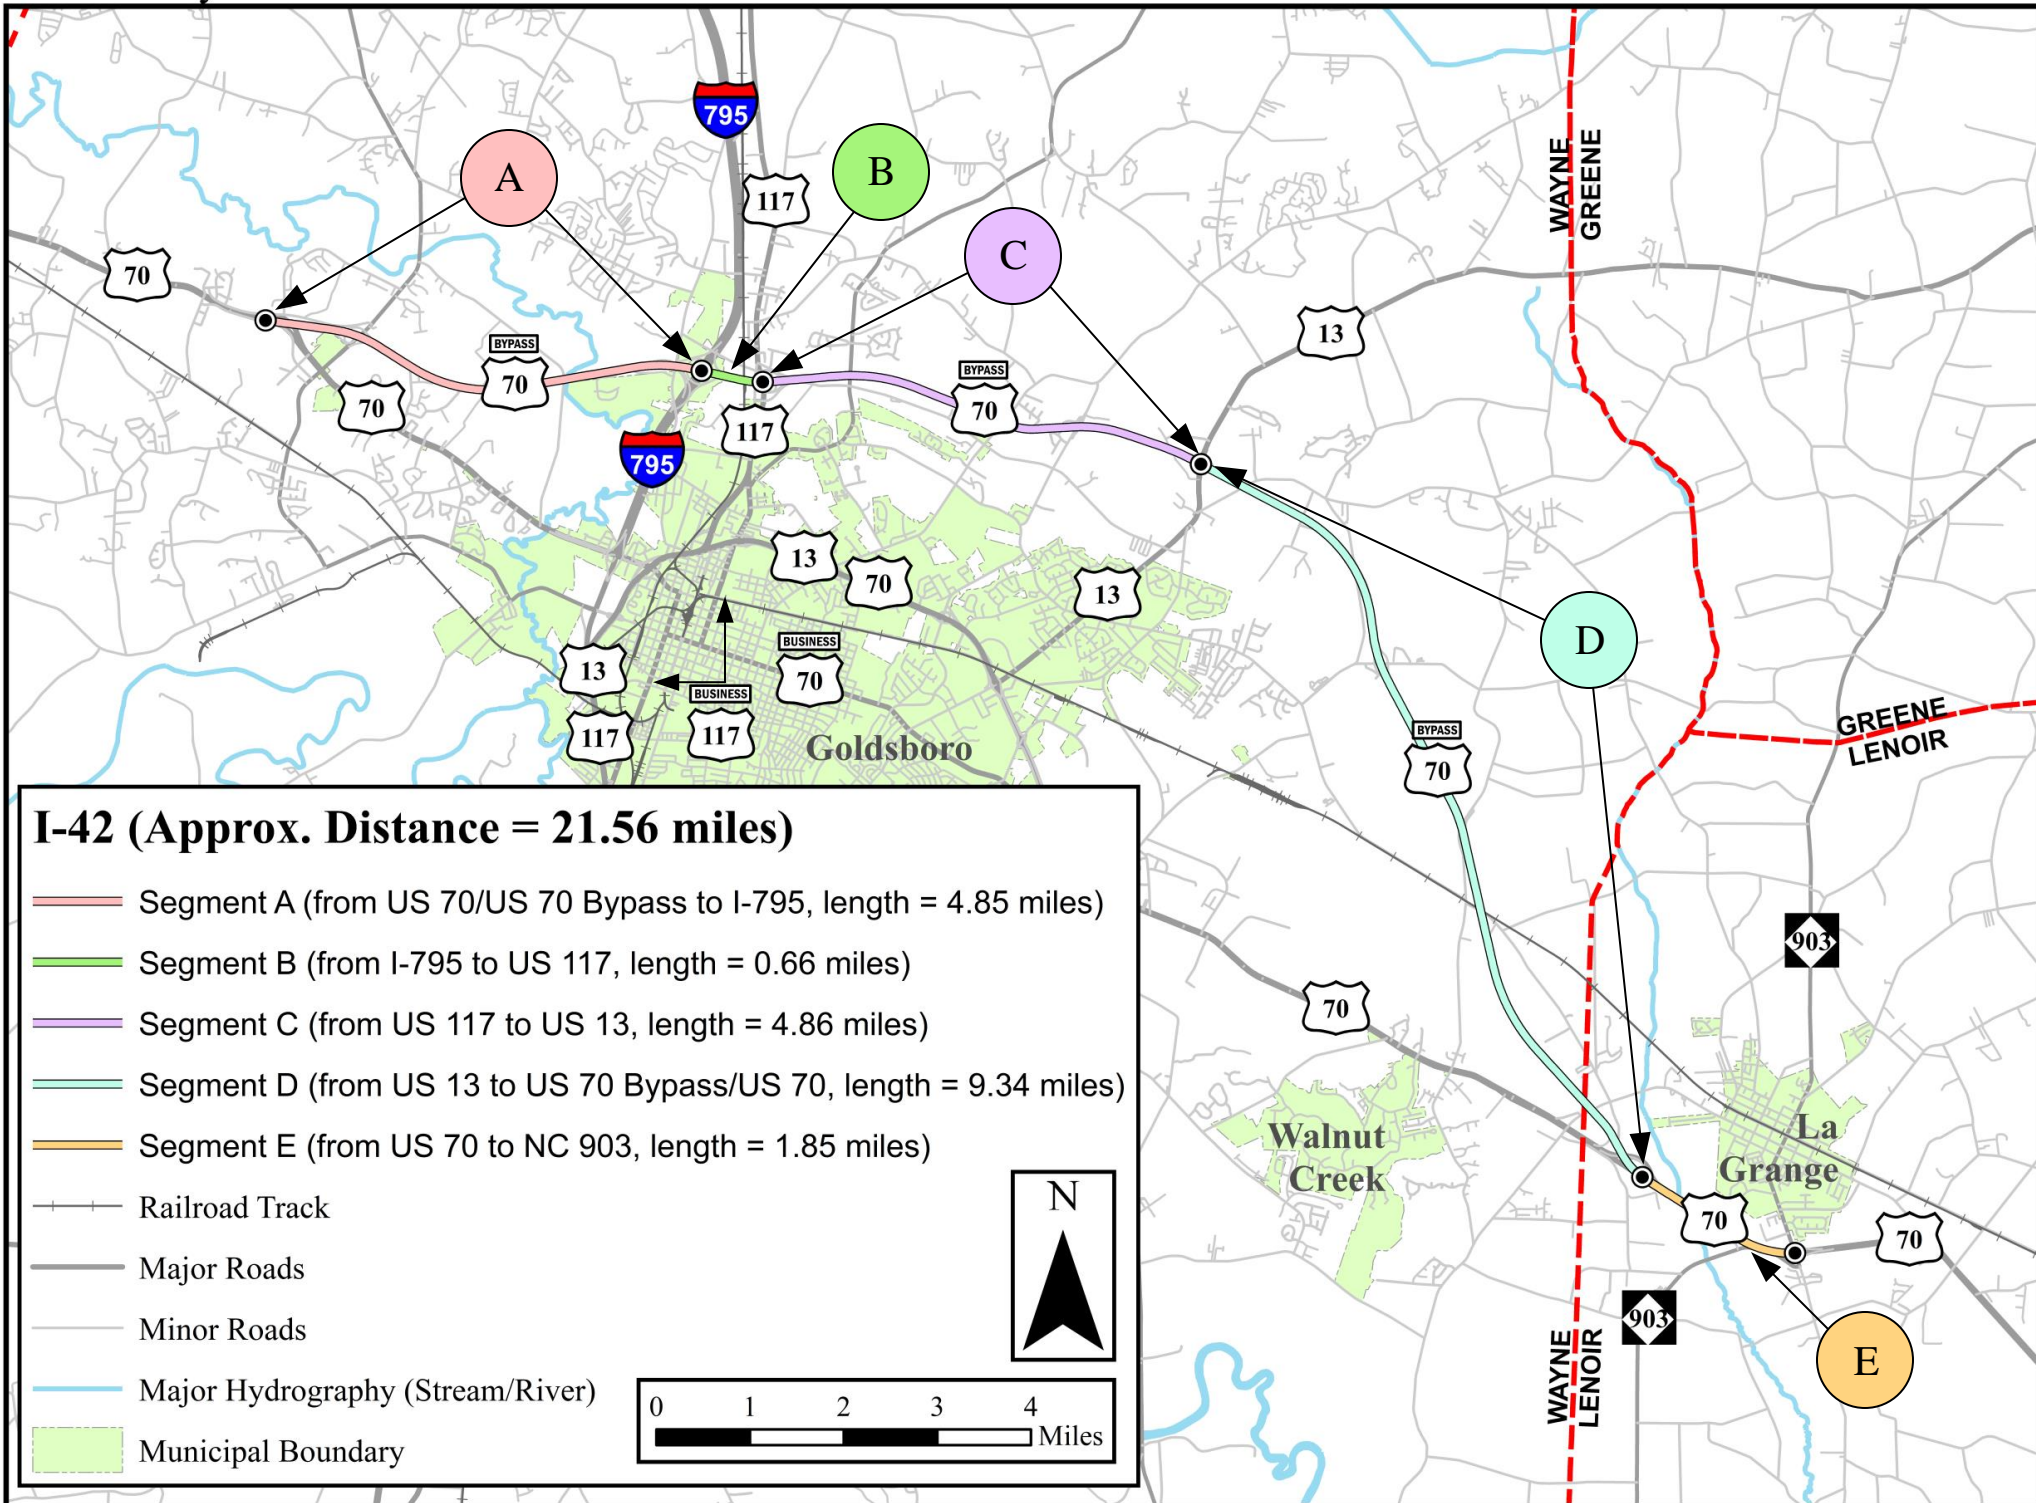 795
A
B
117
C
WAYNE
GREENE
70
13
BYPASS
70
BYPASS
70
70
117
795
13
70
13
D
BUSINESS
70
13
BUSINESS
117
117
Goldsboro
BYPASS
70
GREENE
LENOIR
I-42 (Approx. Distance = 21.56 miles)
Segment A (from US 70/US 70 Bypass to I-795, length = 4.85 miles)
Segment B (from I-795 to US 117, length = 0.66 miles)
Segment C (from US 117 to US 13, length = 4.86 miles)
Segment D (from US 13 to US 70 Bypass/US 70, length = 9.34 miles)
Segment E (from US 70 to NC 903, length = 1.85 miles)
Railroad Track
Major Roads
Minor Roads
Major Hydrography (Stream/River)
Municipal Boundary
N
0 1 2 3 4
Miles
903
70
Walnut
Creek
La
Grange
70
70
903
WAYNE
LENOIR
E